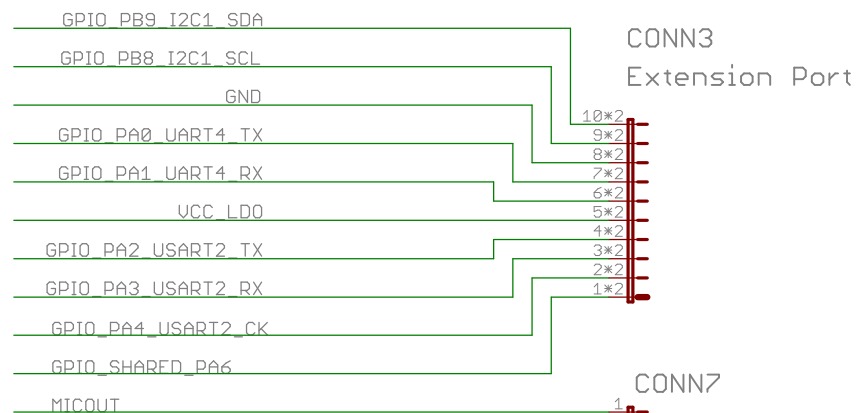 GPIO_PB9_I2C1_SDA
CONN3
GPIO_PB8_I2C1_SCL
Extension Port
GND
10*2
GPIO_PA0_UART4_TX
9*2
8*2
GPIO_PA1_UART4_RX
7*2
6*2
VCC_LDO
5*2
4*2
GPIO_PA2_USART2_TX
3*2
2*2
GPIO_PA3_USART2_RX
1*2
GPIO_PA4_USART2_CK
GPIO_SHARED_PA6
CONN7
MICOUT
1